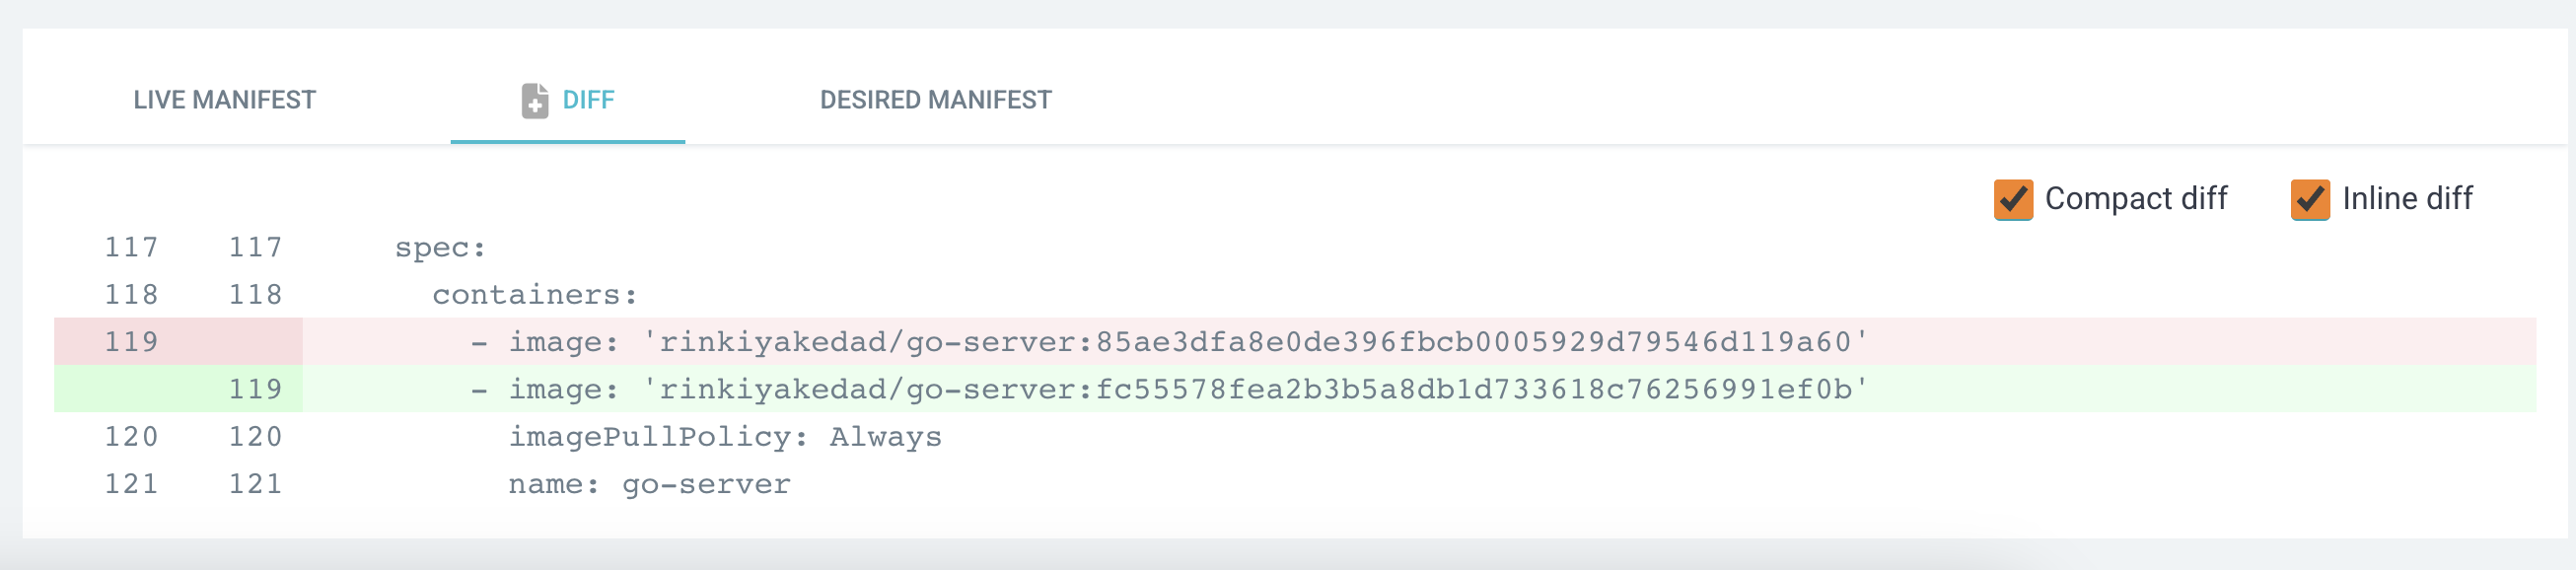 LIVE MANIFEST DIFF DESIRED MANIFEST
Compact diff Inline diff
117 117 spec:
118 118 containers:
119 - image: 'rinkiyakedad/go-server:85ae3dfa8e0de396fbcb0005929d79546d119a60'
119 - image: 'rinkiyakedad/go-server:fc55578fea2b3b5a8db1d733618c76256991ef0b'
120 120 imagePullPolicy: Always
121 121 name: go-server